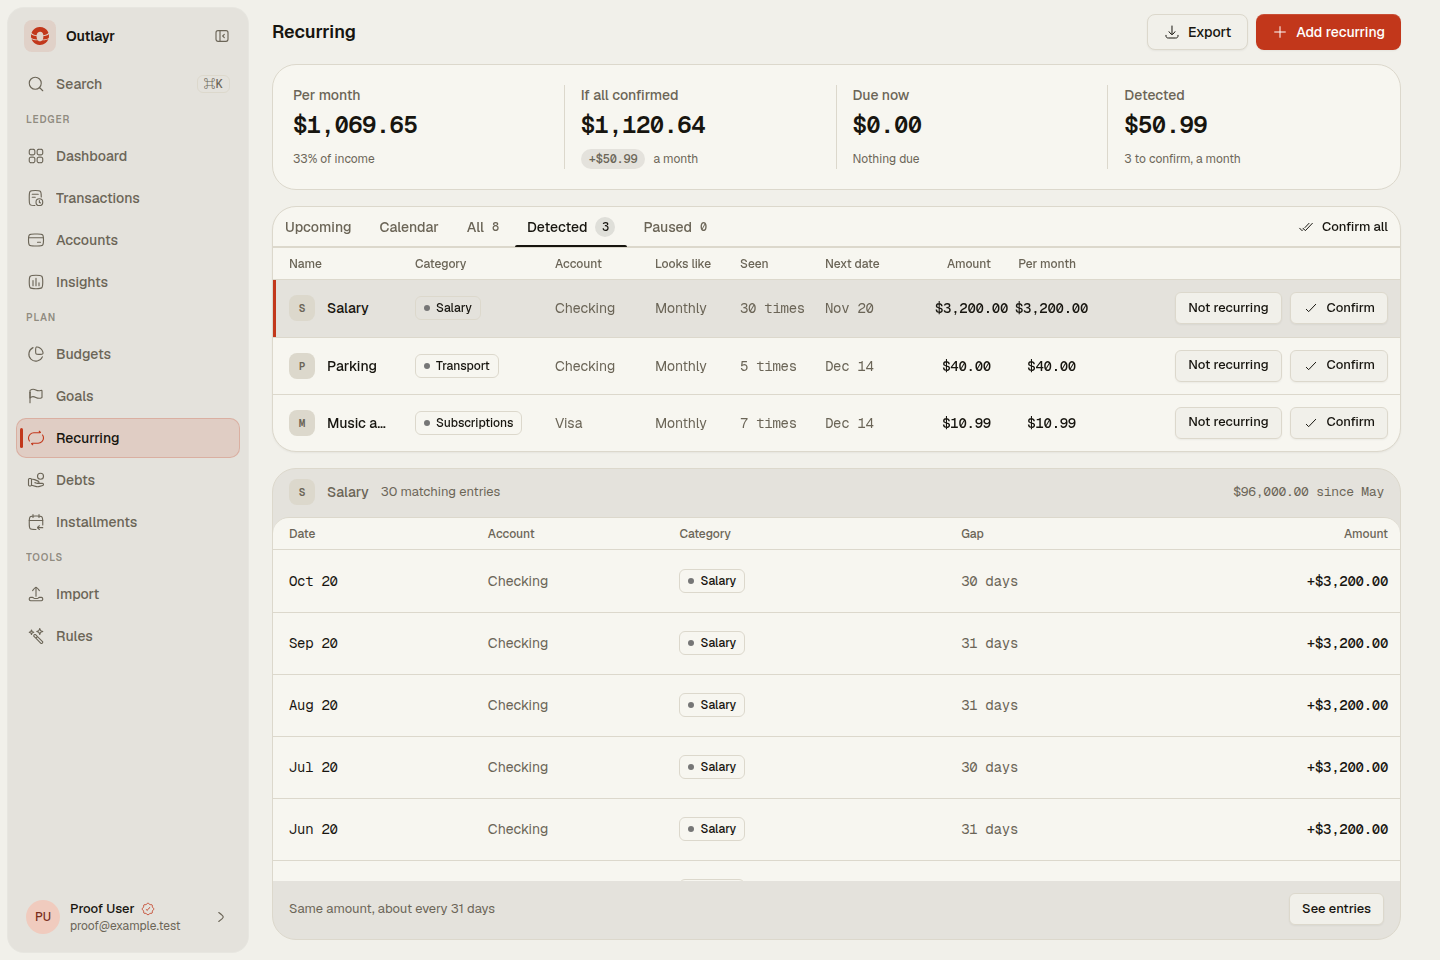 Outlayr
Search ⌘K
LEDGER
Dashboard
Transactions
Accounts
Insights
PLAN
Budgets
Goals
Recurring
Debts
Installments
TOOLS
Import
Rules
PU Proof User
proof@example.test
Recurring Export Add recurring
Per month If all confirmed Due now Detected
$1,069.65 $1,120.64 $0.00 $50.99
33% of income +$50.99 a month Nothing due 3 to confirm, a month
Upcoming Calendar All 8 Detected 3 Paused 0 Confirm all
Name Category Account Looks like Seen Next date Amount Per month
S Salary Salary Checking Monthly 30 times Nov 20 $3,200.00 $3,200.00 Not recurring Confirm
P Parking Transport Checking Monthly 5 times Dec 14 $40.00 $40.00 Not recurring Confirm
M Music a... Subscriptions Visa Monthly 7 times Dec 14 $10.99 $10.99 Not recurring Confirm
S Salary 30 matching entries $96,000.00 since May
Date Account Category Gap Amount
Oct 20 Checking Salary 30 days +$3,200.00
Sep 20 Checking Salary 31 days +$3,200.00
Aug 20 Checking Salary 31 days +$3,200.00
Jul 20 Checking Salary 30 days +$3,200.00
Jun 20 Checking Salary 31 days +$3,200.00
Same amount, about every 31 days See entries